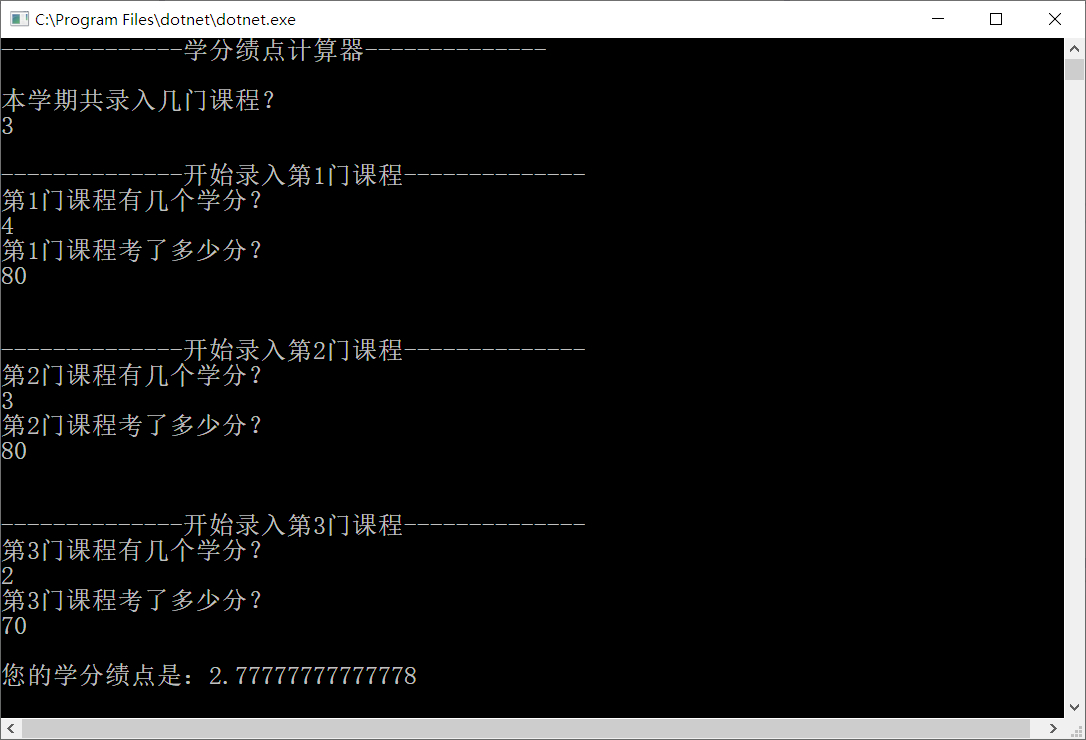 C:\Program Files\dotnet\dotnet.exe
--------------学分绩点计算器--------------
本学期共录入几门课程？
3
--------------开始录入第1门课程--------------
第1门课程有几个学分？
4
第1门课程考了多少分？
80
--------------开始录入第2门课程--------------
第2门课程有几个学分？
3
第2门课程考了多少分？
80
--------------开始录入第3门课程--------------
第3门课程有几个学分？
2
第3门课程考了多少分？
70
您的学分绩点是：2.77777777777778